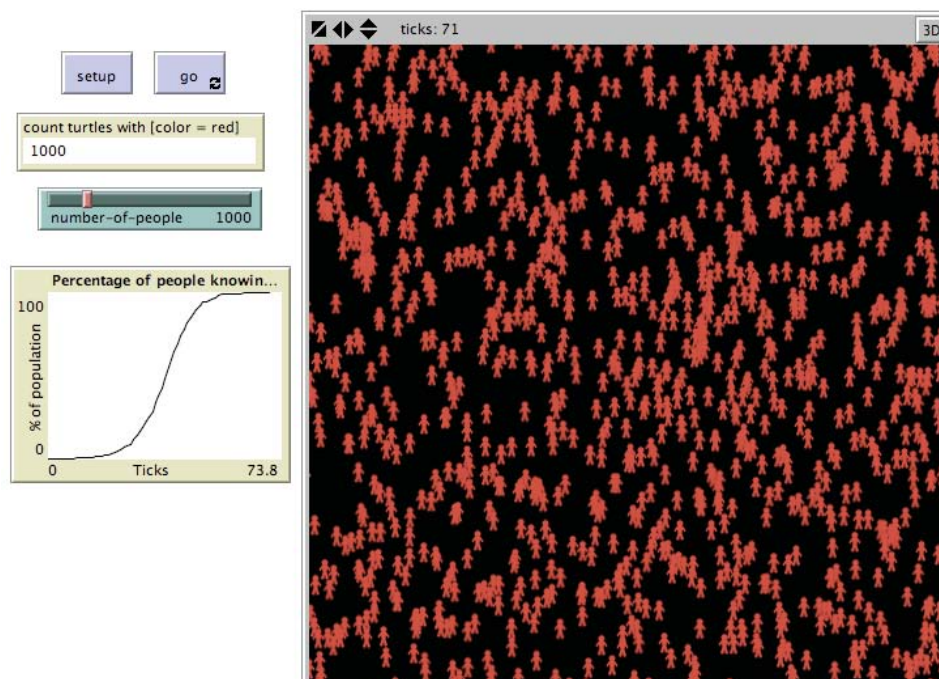 ticks: 71
3D
setup
go
count turtles with [color = red]
1000
number-of-people 1000
Percentage of people knowin...
100
% of population
0
0 Ticks 73.8